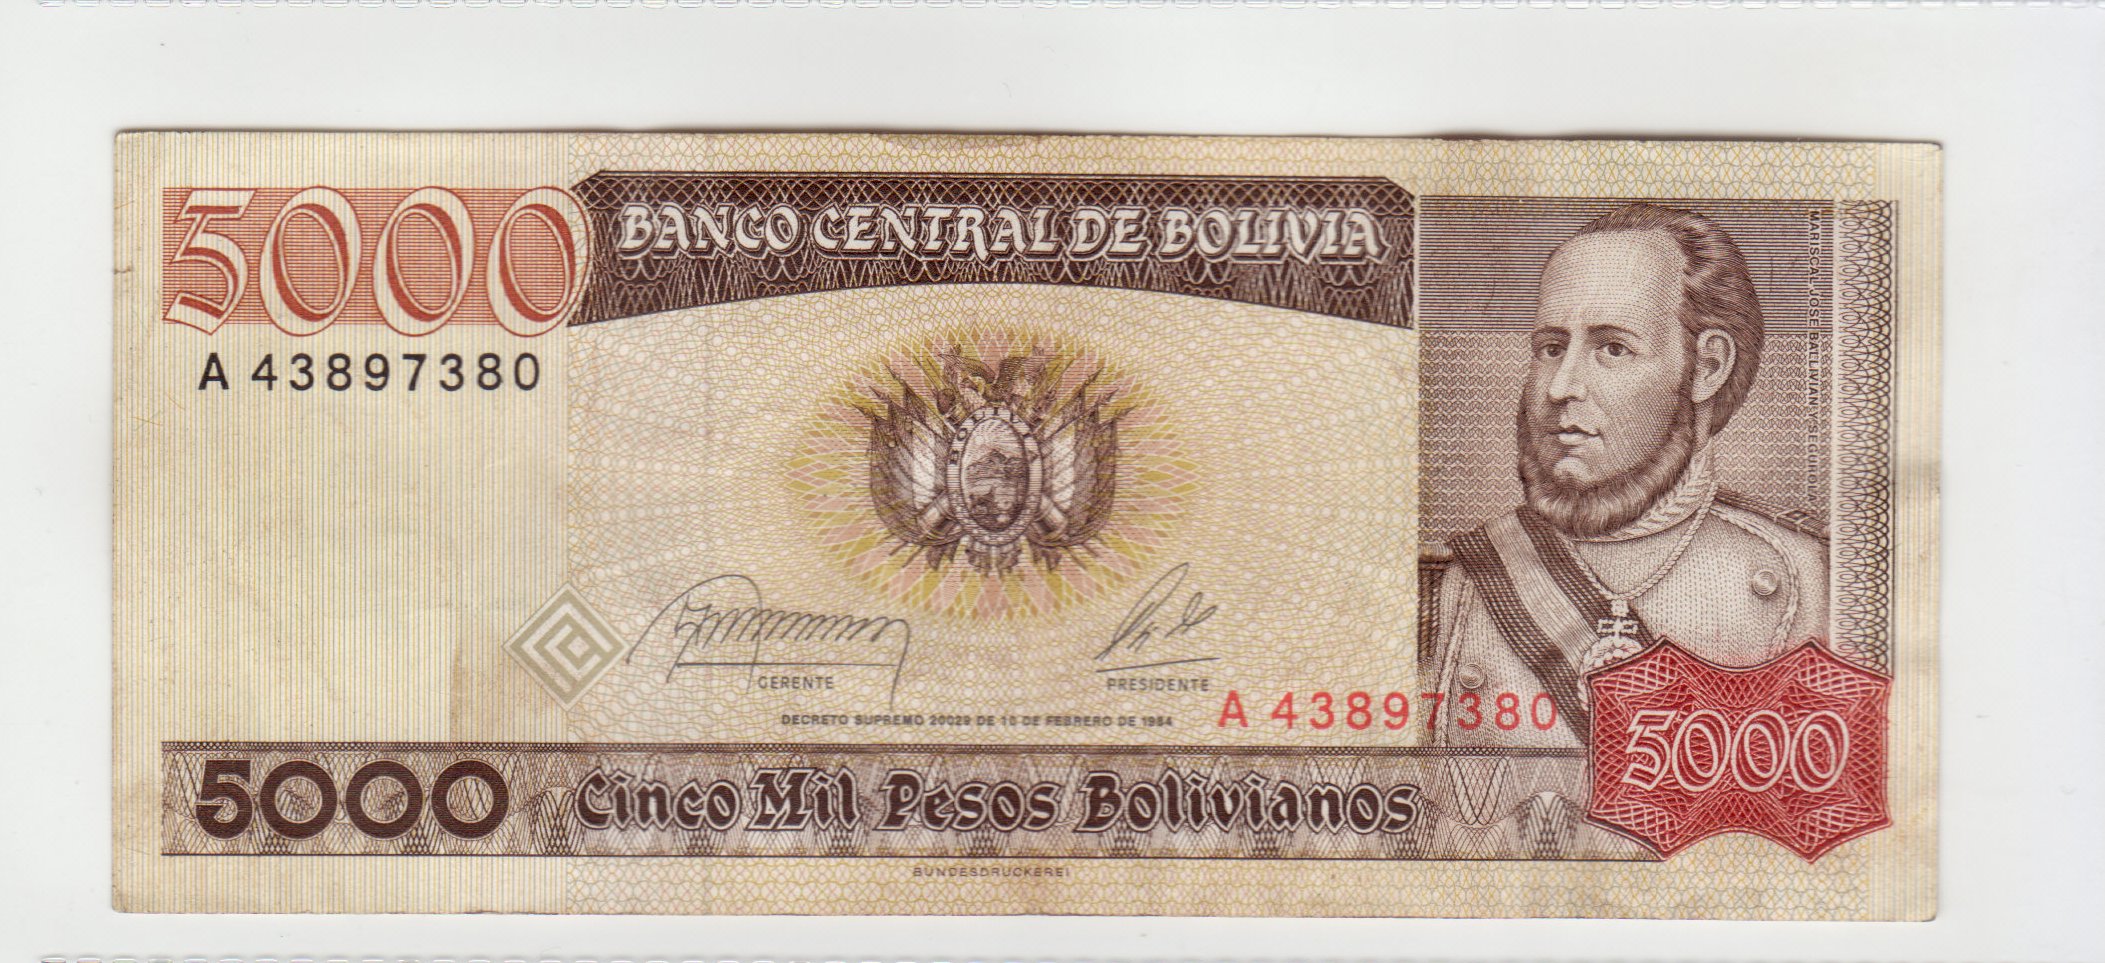 5000
BANCO CENTRAL DE BOLIVIA
A 43897380
MARISCAL JOSE BALLIVIAN Y SEGUROLA
BOLIVIA
GERENTE
PRESIDENTE
DECRETO SUPREMO 20029 DE 10 DE FEBRERO DE 1984
A 43897380
5000
5000
Cinco Mil Pesos Bolivianos
BUNDESDRUCKEREI